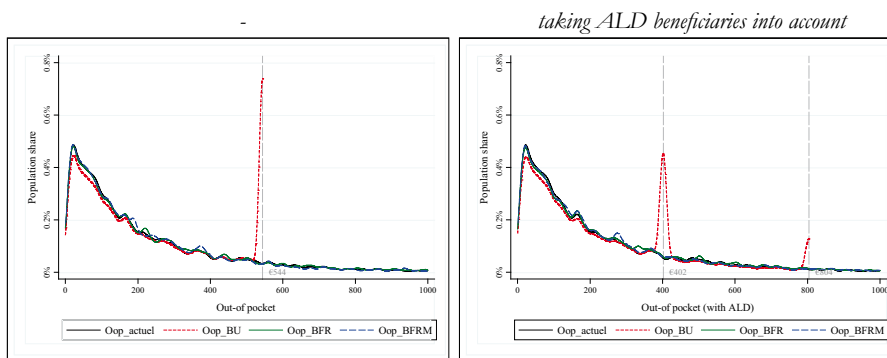 -
taking ALD beneficiaries into account
0.8%
0.6%
0.4%
0.2%
0%
Population share
€544
0 200 400 600 800 1000
Out-of pocket
Oop_actuel Oop_BU Oop_BFR Oop_BFRM
0.8%
0.6%
0.4%
0.2%
0%
Population share
€402 €804
0 200 400 600 800 1000
Out-of pocket (with ALD)
Oop_actuel Oop_BU Oop_BFR Oop_BFRM